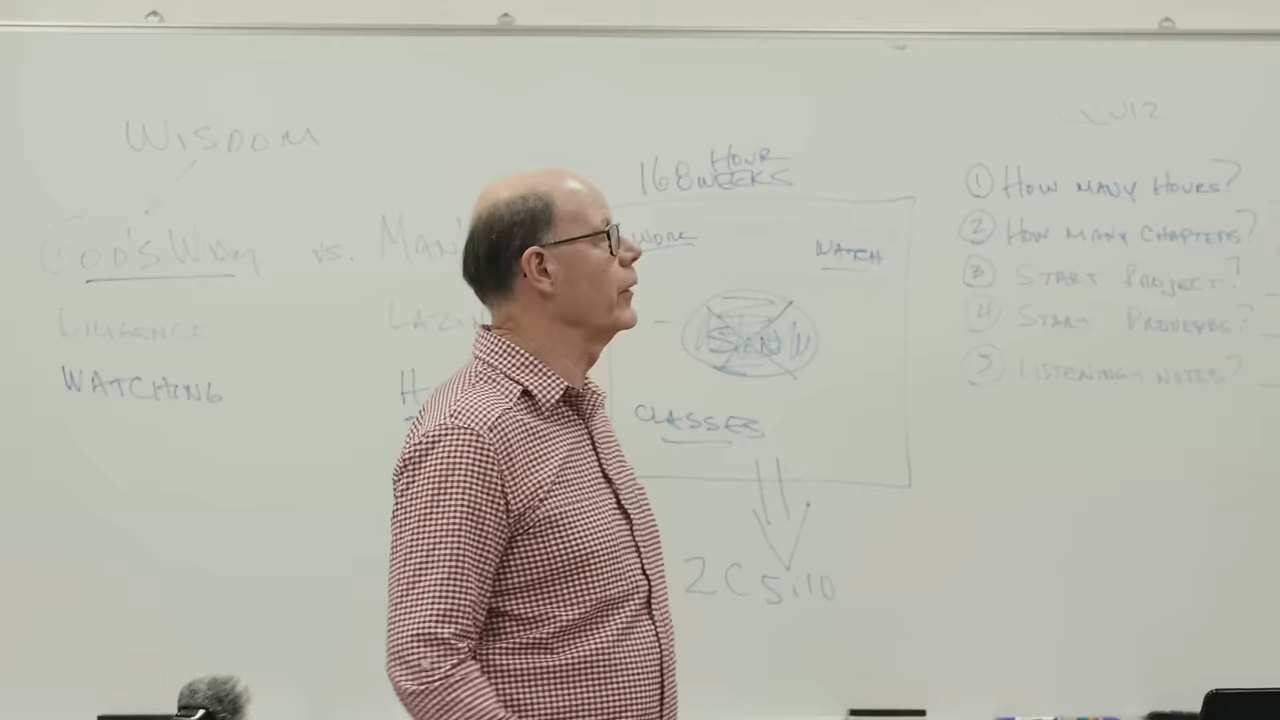 WISDOM
GOD'S WISDOM vs. MAN'
DILIGENCE LAZIN
WATCHING H
168 HOUR
WEEKS
WORK WATCH
CLASSES
2 C 5:10
QUIZ
① HOW MANY HOURS?
② HOW MANY CHAPTERS?
③ START PROJECT?
④ START PROVERBS?
⑤ LISTENING + NOTES?